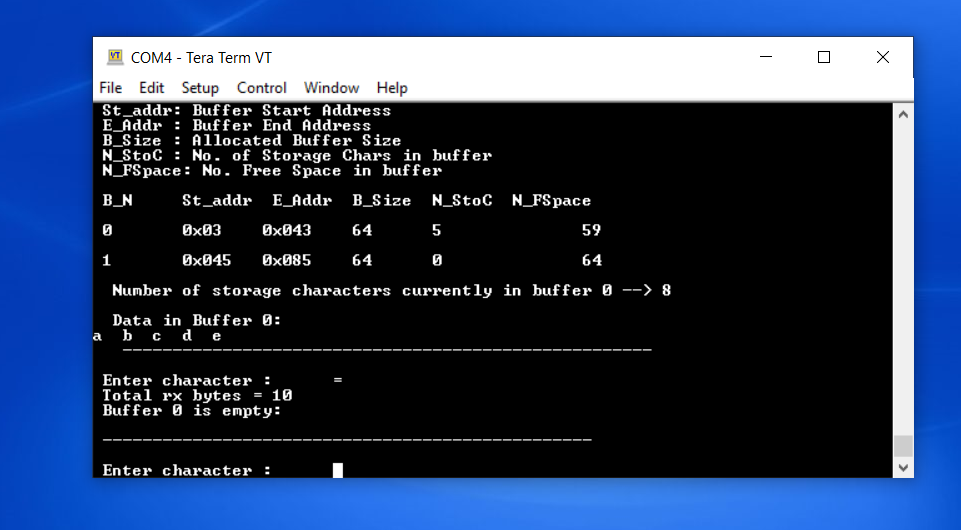 COM4 - Tera Term VT
File Edit Setup Control Window Help
St_addr: Buffer Start Address
E_Addr : Buffer End Address
B_Size : Allocated Buffer Size
N_StoC : No. of Storage Chars in buffer
N_FSpace: No. Free Space in buffer
B_N St_addr E_Addr B_Size N_StoC N_FSpace
0 0x03 0x043 64 5 59
1 0x045 0x085 64 0 64
Number of storage characters currently in buffer 0 --> 8
Data in Buffer 0:
a b c d e
-----------------------------------------------------
Enter character : =
Total rx bytes = 10
Buffer 0 is empty:
-------------------------------------------------
Enter character :